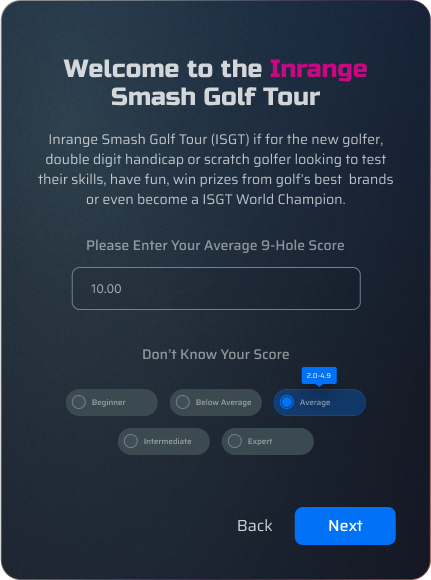 Welcome to the Inrange
Smash Golf Tour
Inrange Smash Golf Tour (ISGT) if for the new golfer,
double digit handicap or scratch golfer looking to test
their skills, have fun, win prizes from golf's best brands
or even become a ISGT World Champion.
Please Enter Your Average 9-Hole Score
10.00
Don't Know Your Score
2.0-4.9
Beginner Below Average Average
Intermediate Expert
Back Next